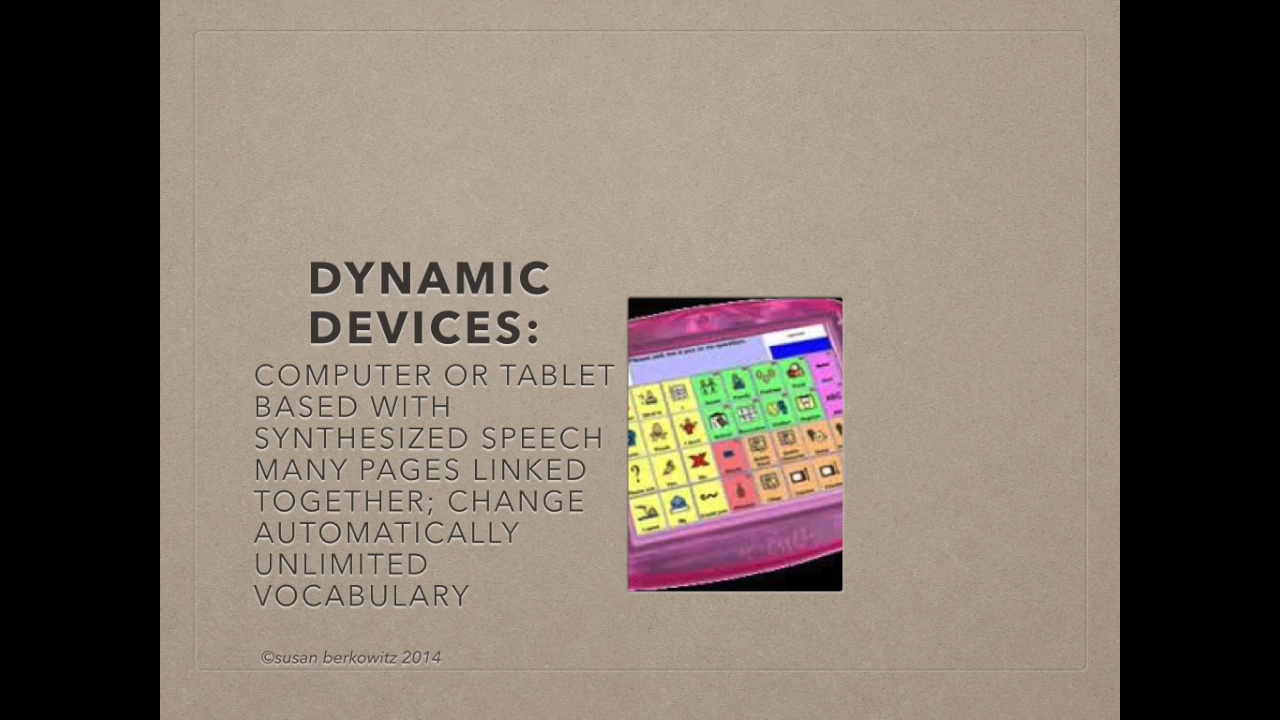 DYNAMIC
DEVICES:
COMPUTER OR TABLET
BASED WITH
SYNTHESIZED SPEECH
MANY PAGES LINKED
TOGETHER; CHANGE
AUTOMATICALLY
UNLIMITED
VOCABULARY
©susan berkowitz 2014